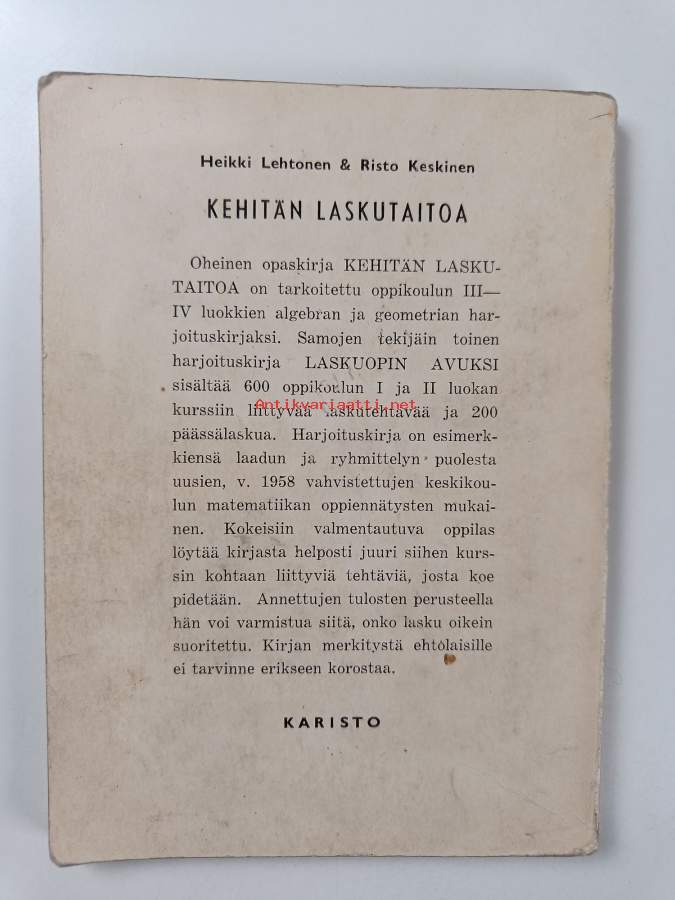 Heikki Lehtonen & Risto Keskinen
KEHITÄN LASKUTAITOA
Oheinen opaskirja KEHITÄN LASKU-
TAITOA on tarkoitettu oppikoulun III—
IV luokkien algebran ja geometrian har-
joituskirjaksi. Samojen tekijäin toinen
harjoituskirja LASKUOPIN AVUKSI
sisältää 600 oppikoulun I ja II luokan
Antikvariaatti.net
kurssiin liittyvää laskutehtävää ja 200
päässälaskua. Harjoituskirja on esimerk-
kiensä laadun ja ryhmittelyn puolesta
uusien, v. 1958 vahvistettujen keskikou-
lun matematiikan oppiennätysten mukai-
nen. Kokeisiin valmentautuva oppilas
löytää kirjasta helposti juuri siihen kurs-
sin kohtaan liittyviä tehtäviä, josta koe
pidetään. Annettujen tulosten perusteella
hän voi varmistua siitä, onko lasku oikein
suoritettu. Kirjan merkitystä ehtolaisille
ei tarvinne erikseen korostaa.
KARISTO